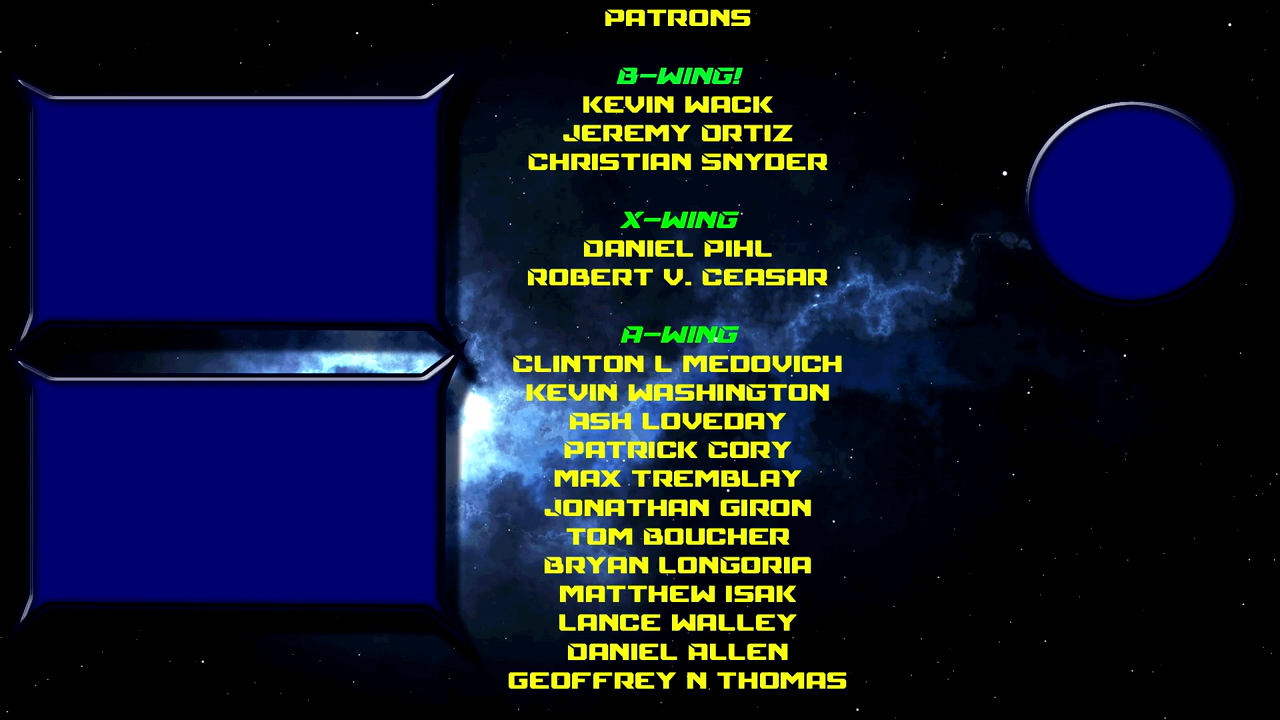 PATRONS
B-WING!
KEVIN WACK
JEREMY ORTIZ
CHRISTIAN SNYDER
X-WING
DANIEL PIHL
ROBERT V. CEASAR
A-WING
CLINTON L MEDOVICH
KEVIN WASHINGTON
ASH LOVEDAY
PATRICK CORY
MAX TREMBLAY
JONATHAN GIRON
TOM BOUCHER
BRYAN LONGORIA
MATTHEW ISAK
LANCE WALLEY
DANIEL ALLEN
GEOFFREY N THOMAS